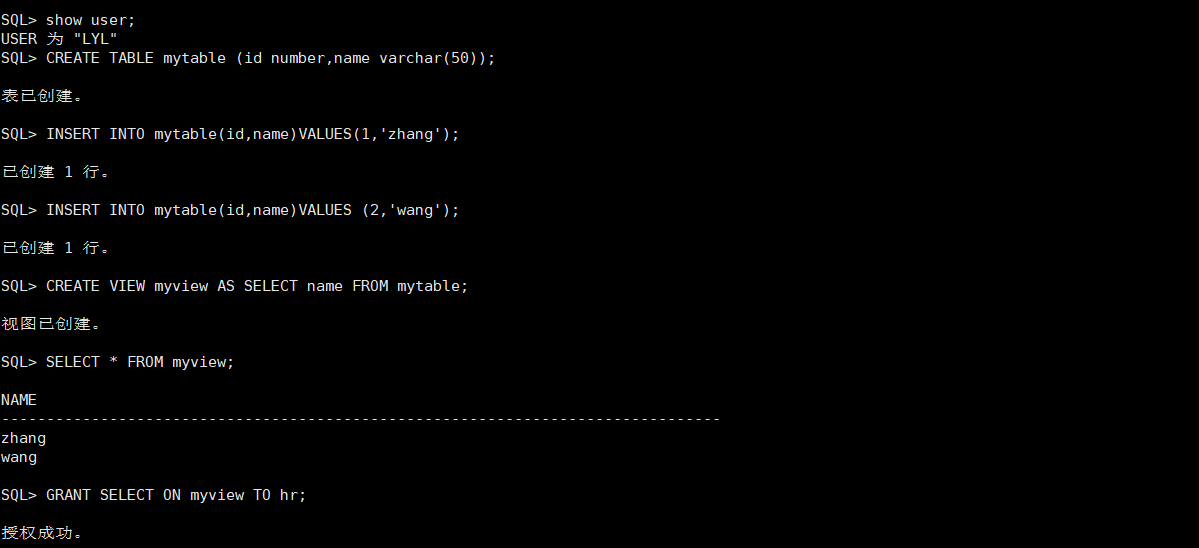 SQL> show user;
USER 为 "LYL"
SQL> CREATE TABLE mytable (id number,name varchar(50));
表已创建。
SQL> INSERT INTO mytable(id,name)VALUES(1,'zhang');
已创建 1 行。
SQL> INSERT INTO mytable(id,name)VALUES (2,'wang');
已创建 1 行。
SQL> CREATE VIEW myview AS SELECT name FROM mytable;
视图已创建。
SQL> SELECT * FROM myview;
NAME
--------------------------------------------------------------------------------
zhang
wang
SQL> GRANT SELECT ON myview TO hr;
授权成功。